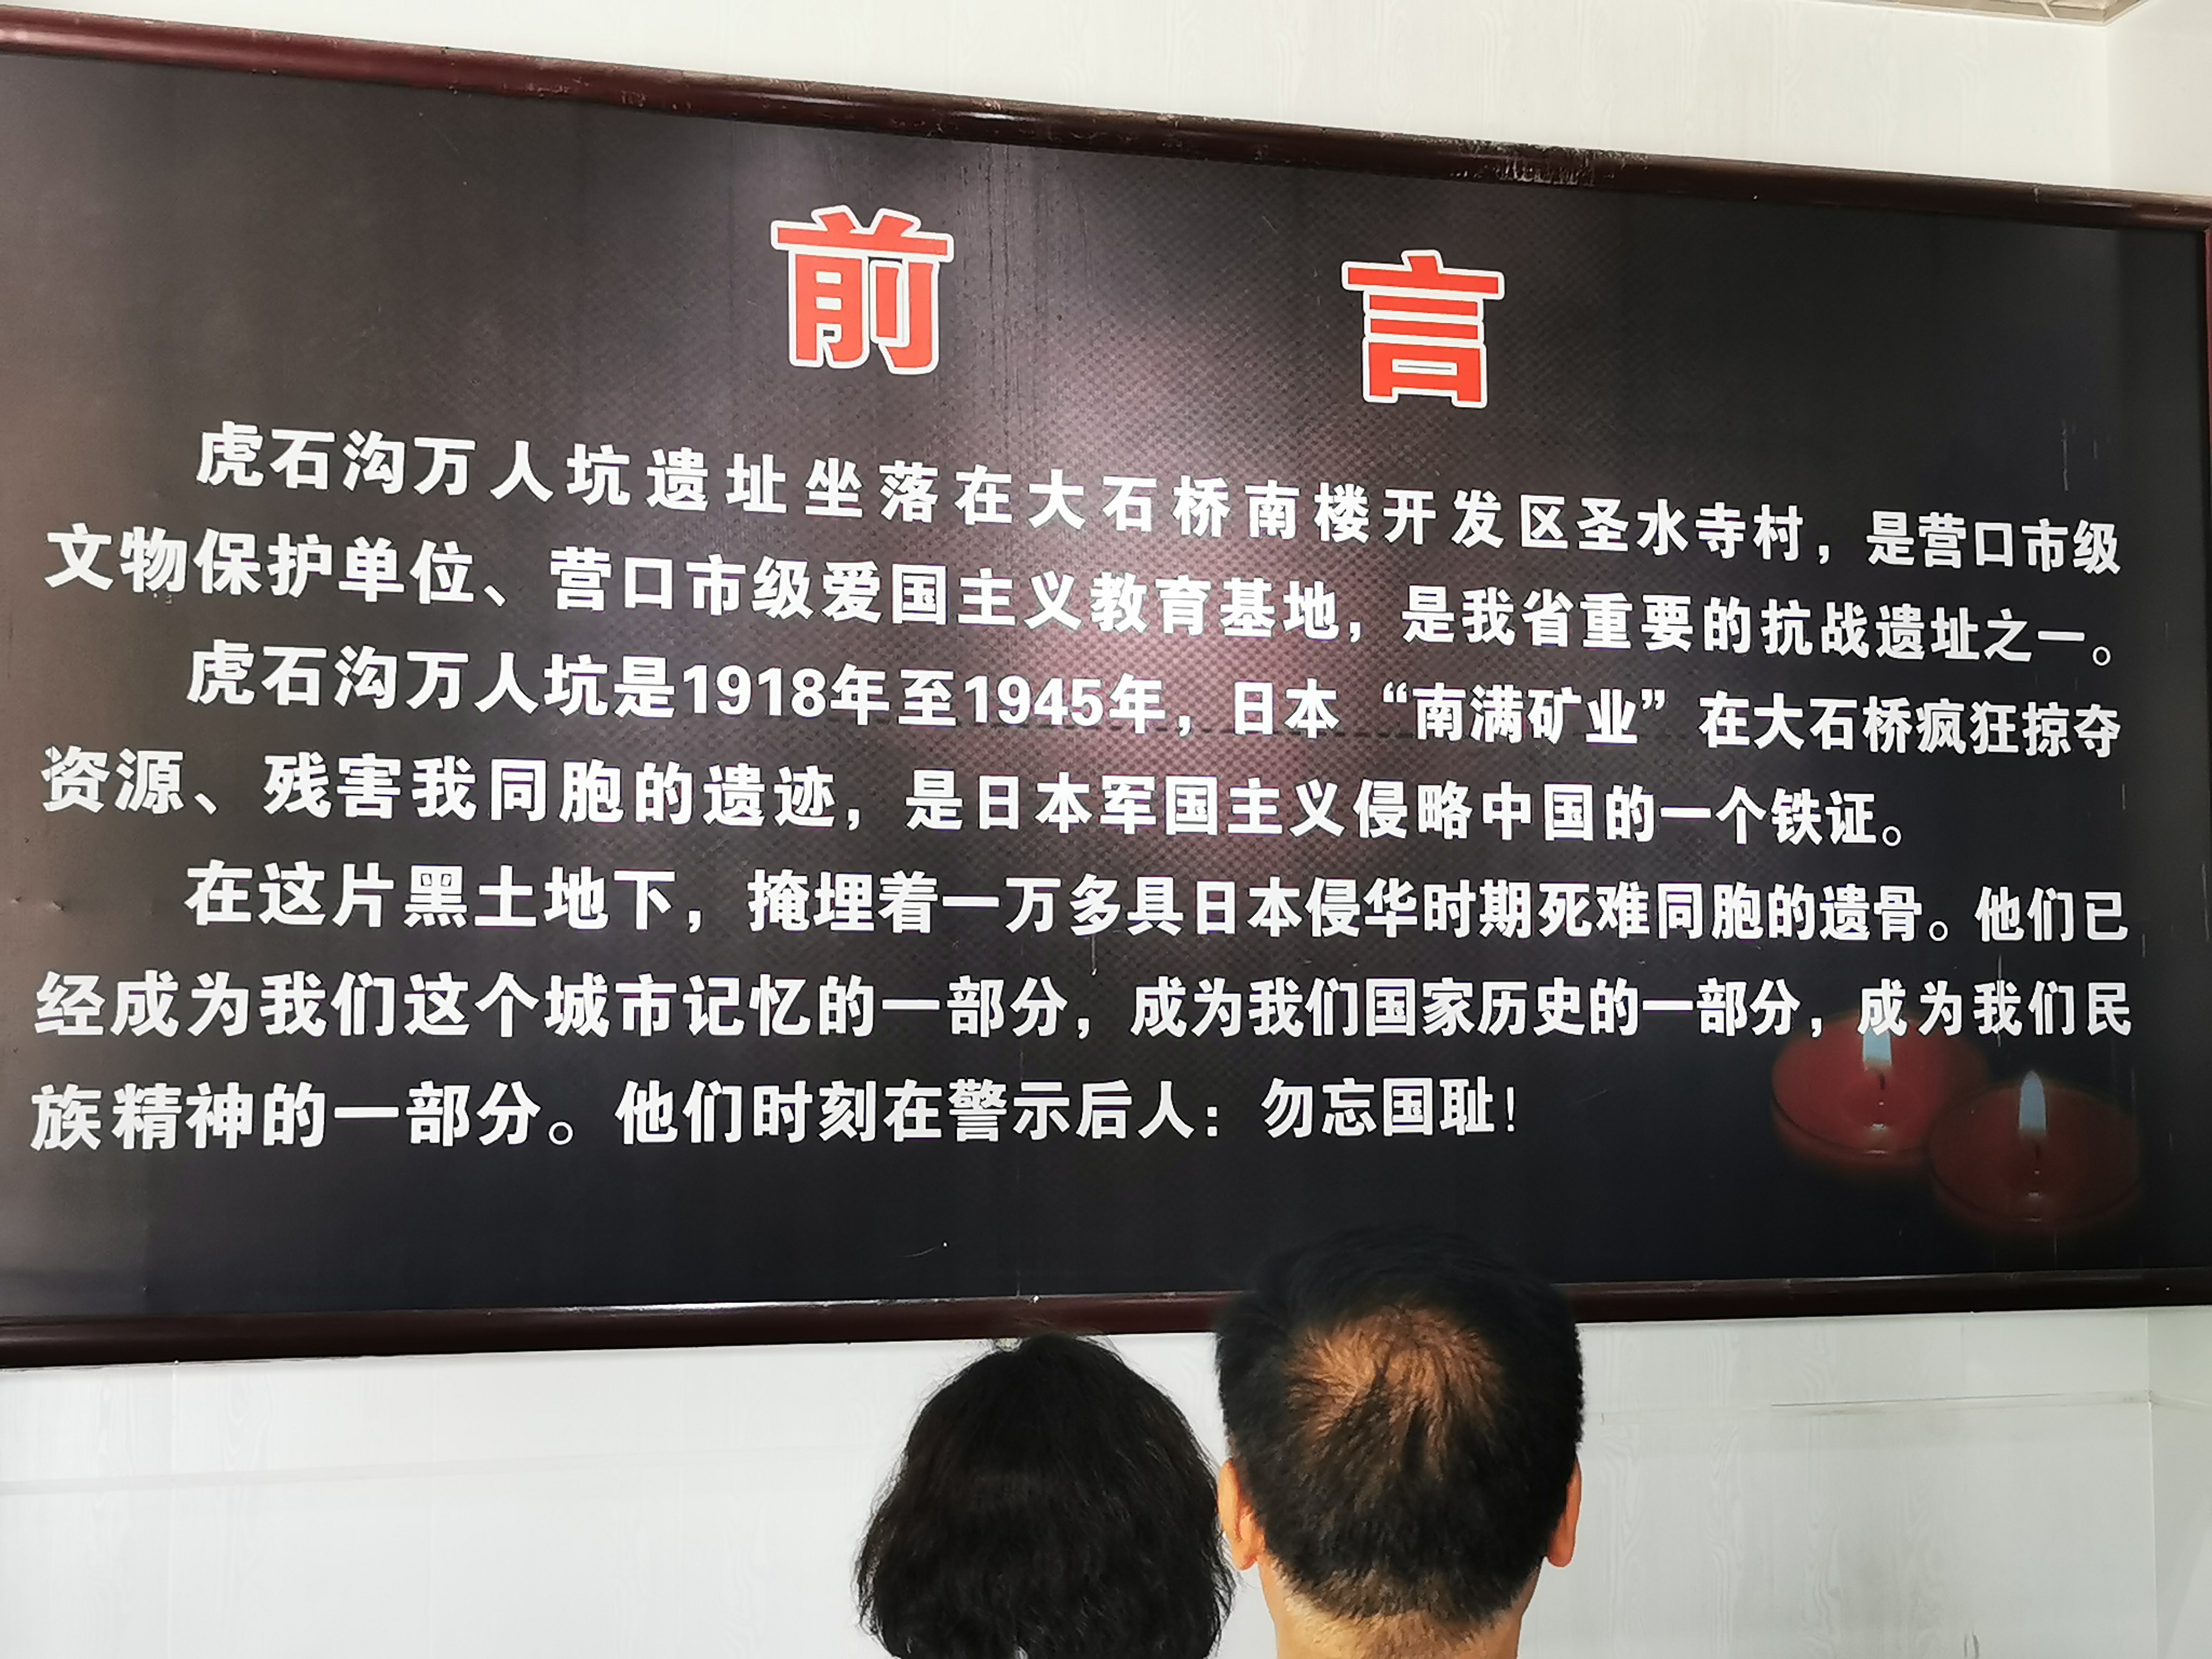 前言
虎石沟万人坑遗址坐落在大石桥南楼开发区圣水寺村，是营口市级
文物保护单位、营口市级爱国主义教育基地，是我省重要的抗战遗址之一。
虎石沟万人坑是1918年至1945年，日本“南满矿业”在大石桥疯狂掠夺
资源、残害我同胞的遗迹，是日本军国主义侵略中国的一个铁证。
在这片黑土地下，掩埋着一万多具日本侵华时期死难同胞的遗骨。他们已
经成为我们这个城市记忆的一部分，成为我们国家历史的一部分，成为我们民
族精神的一部分。他们时刻在警示后人：勿忘国耻！